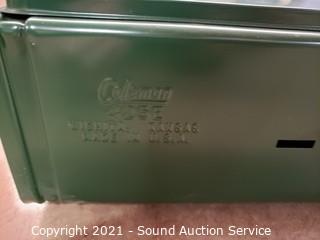 Coleman
WICHITA, KANSAS
MADE IN U.S.A.
Copyright 2021 - Sound Auction Service